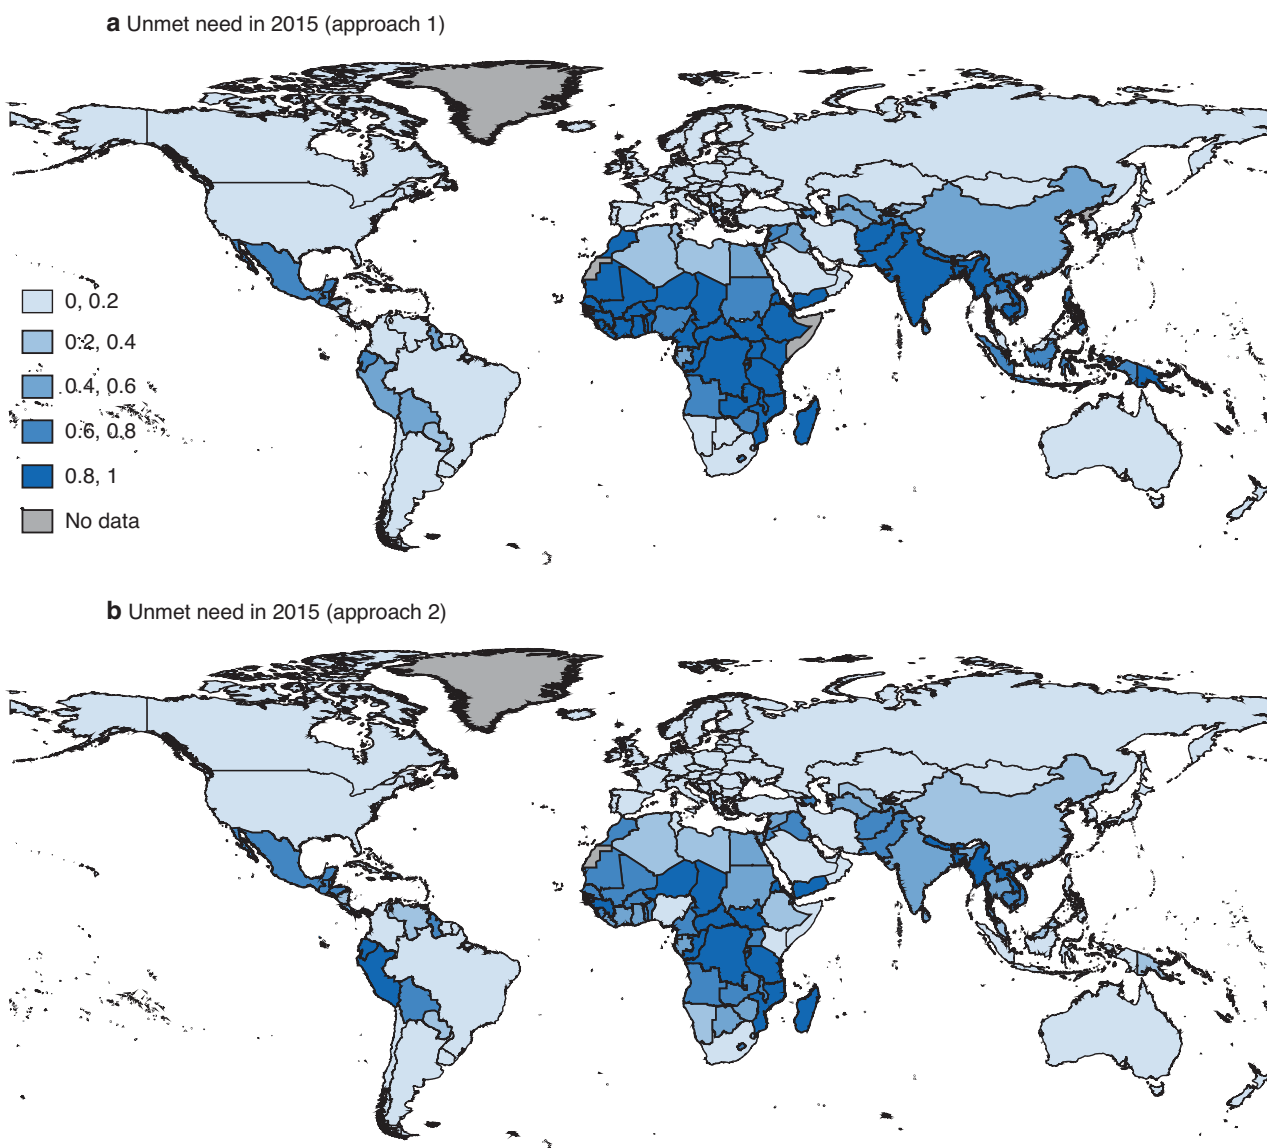 a Unmet need in 2015 (approach 1)
0, 0.2
0.2, 0.4
0.4, 0.6
0.6, 0.8
0.8, 1
No data
b Unmet need in 2015 (approach 2)